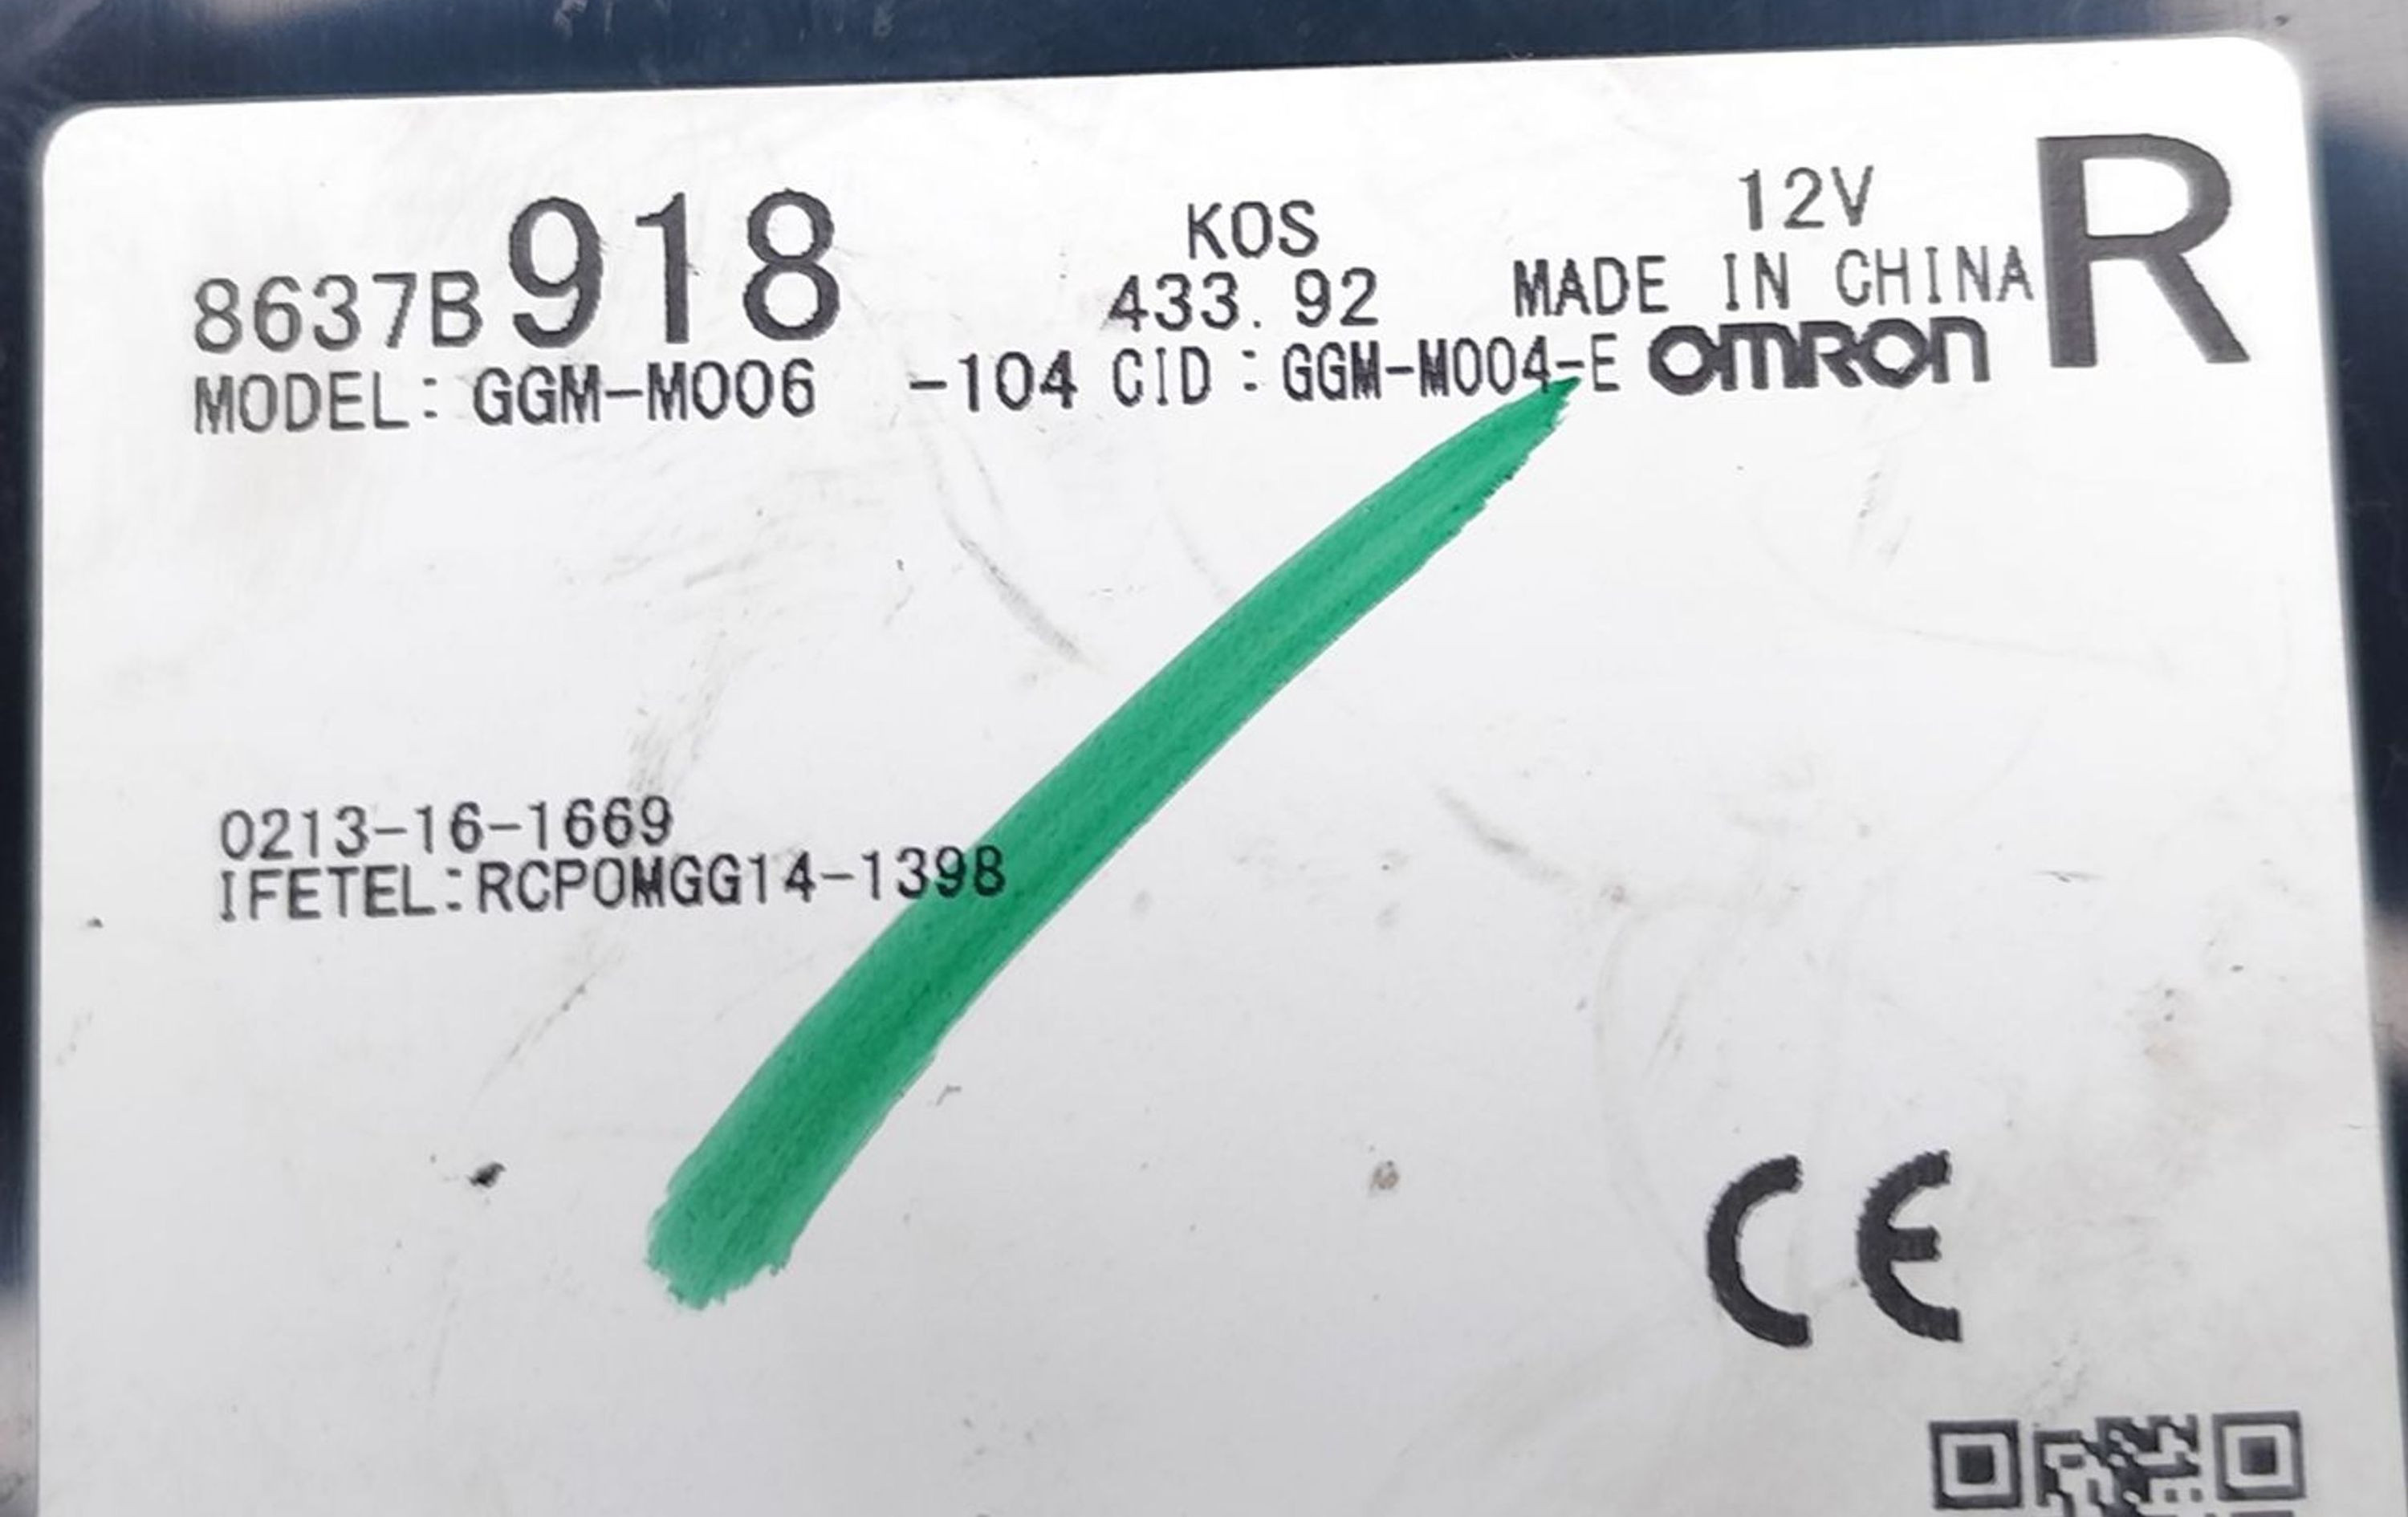 8637B918 KOS 12V R
433.92 MADE IN CHINA
MODEL: GGM-M006 -104 CID : GGM-M004-E OMRON
0213-16-1669
IFETEL:RCPOMGG14-1398
CE